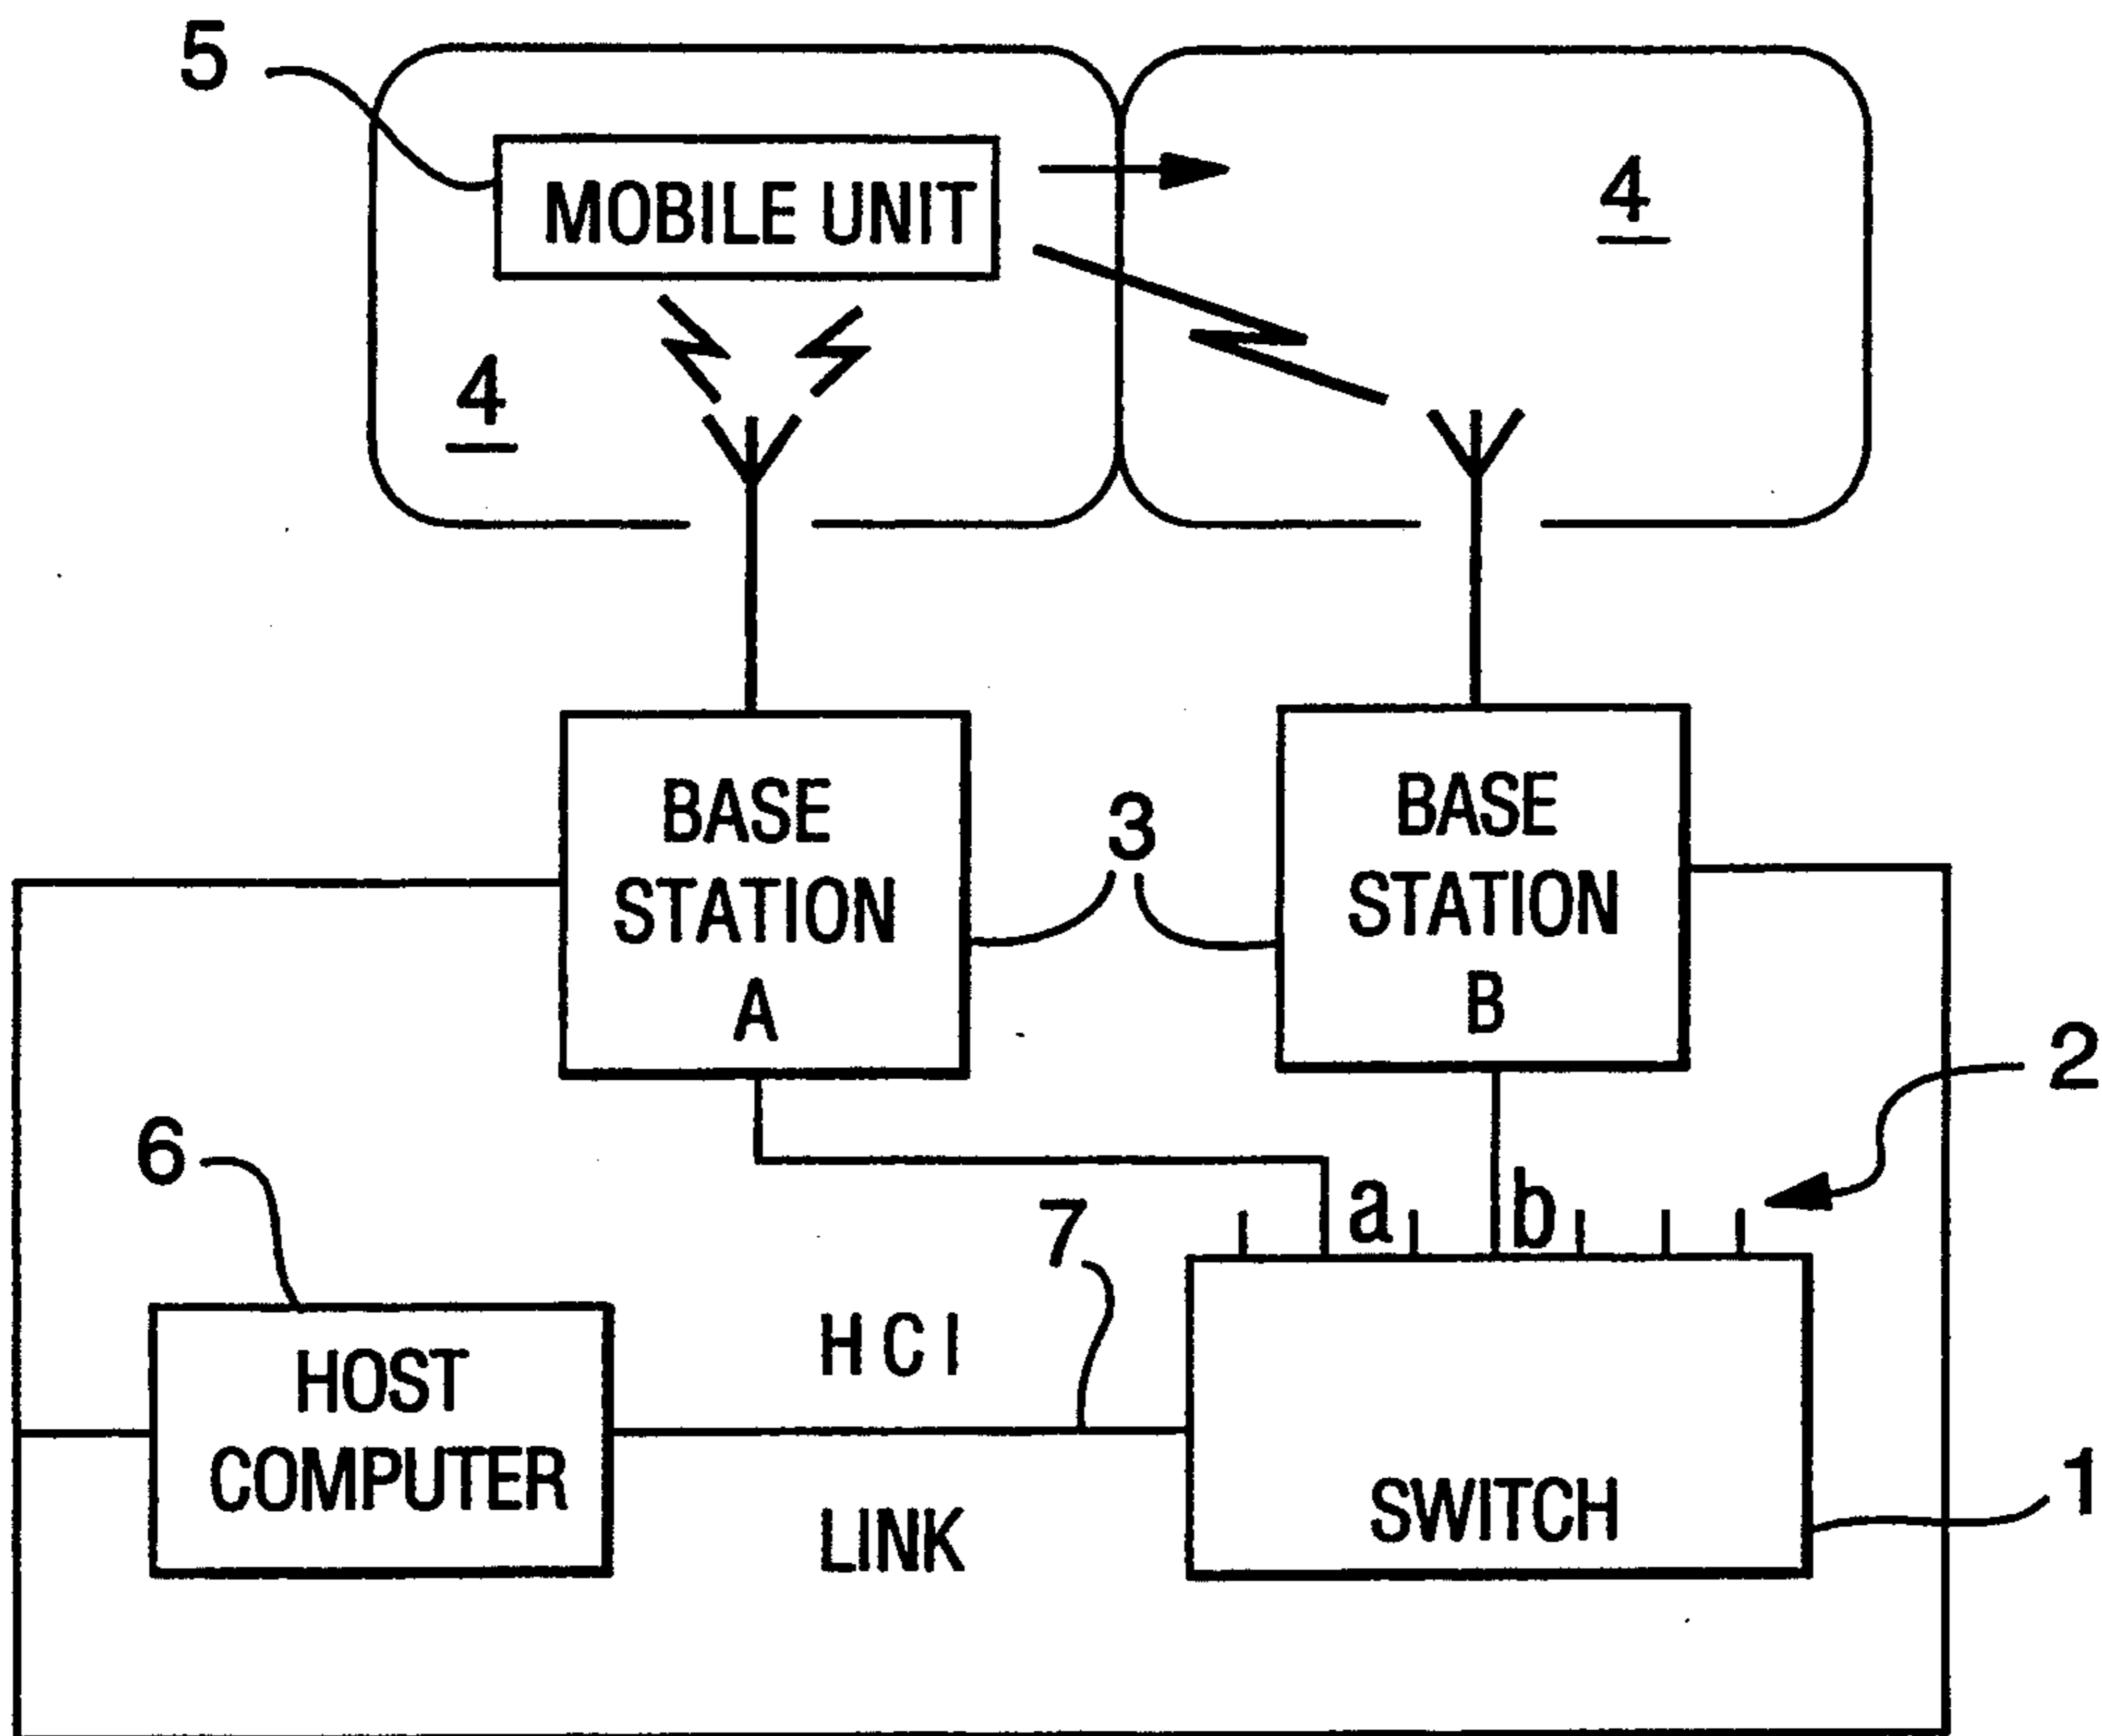 5
MOBILE UNIT
4
4
BASE
STATION
A
3
BASE
STATION
B
2
6
7
a
b
HOST
COMPUTER
HCI
LINK
SWITCH
1